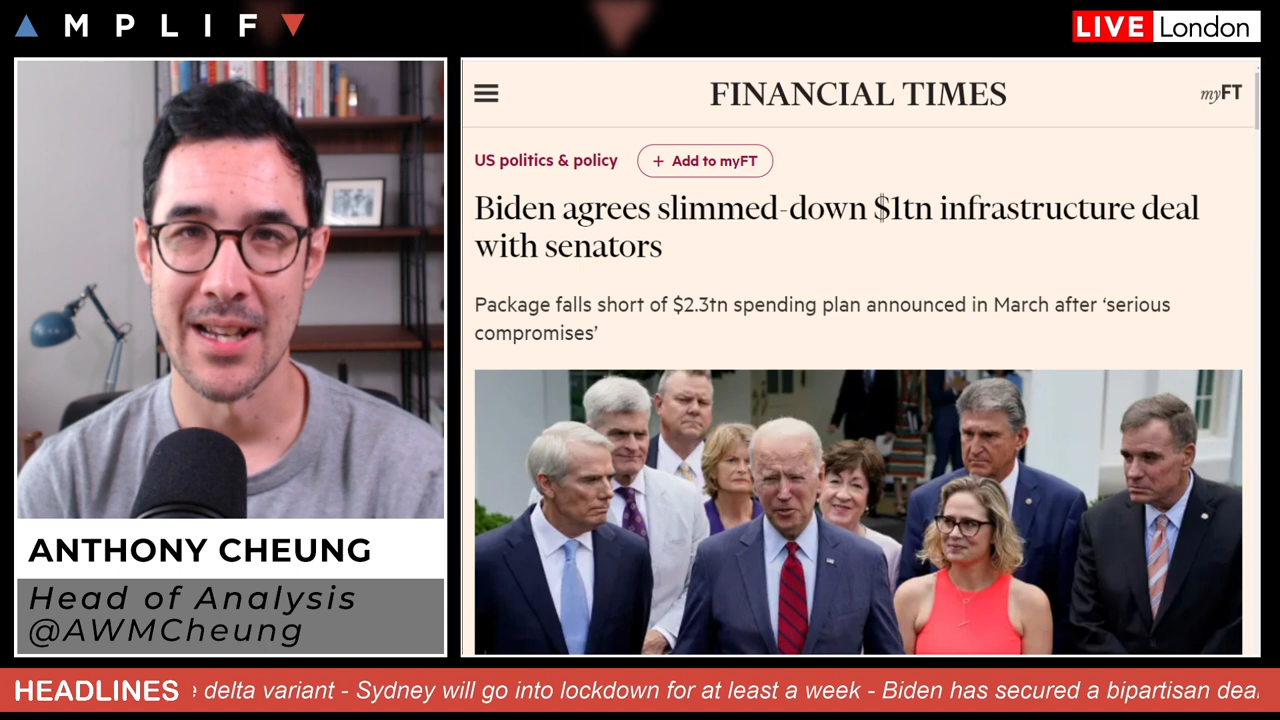 AMPLIFY
LIVE London
FINANCIAL TIMES
myFT
US politics & policy
+ Add to myFT
Biden agrees slimmed-down $1tn infrastructure deal
with senators
Package falls short of $2.3tn spending plan announced in March after ‘serious
compromises’
ANTHONY CHEUNG
Head of Analysis
@AWMCheung
HEADLINES delta variant - Sydney will go into lockdown for at least a week - Biden has secured a bipartisan deal